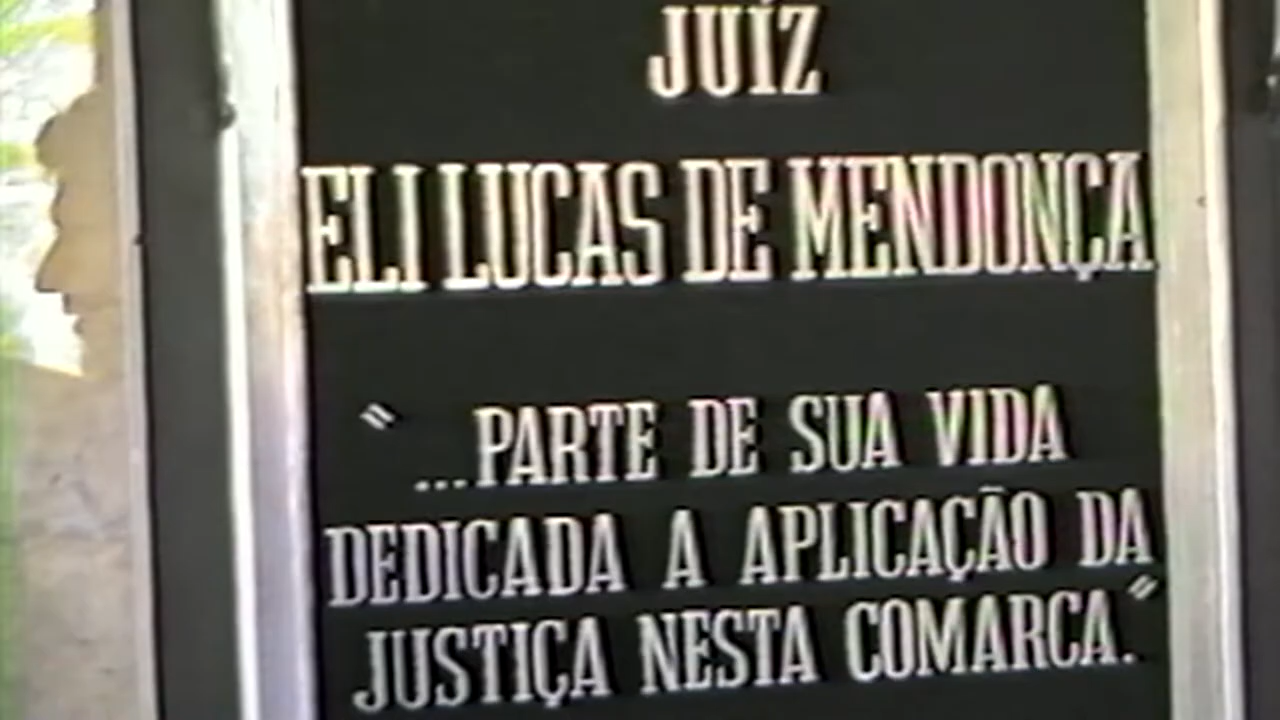 JUÍZ
ELI LUCAS DE MENDONÇA
"...PARTE DE SUA VIDA
DEDICADA A APLICAÇÃO DA
JUSTIÇA NESTA COMARCA."